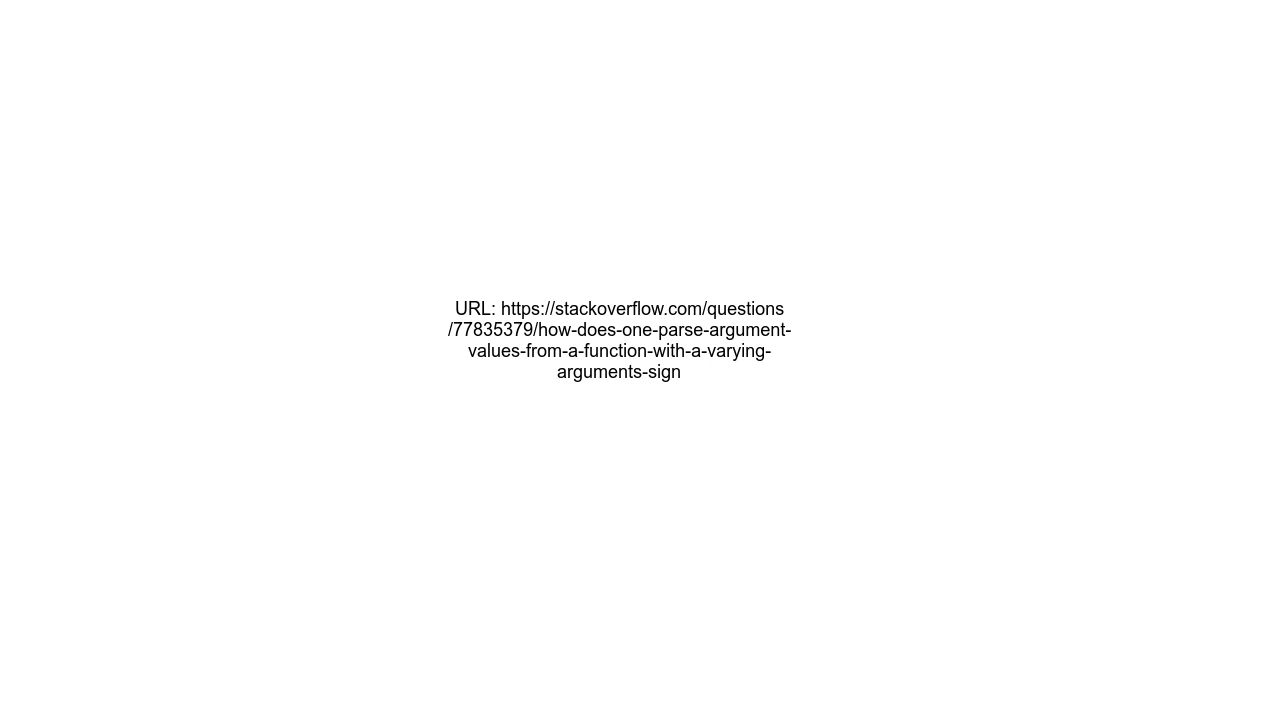 URL: https://stackoverflow.com/questions
/77835379/how-does-one-parse-argument-
values-from-a-function-with-a-varying-
arguments-sign